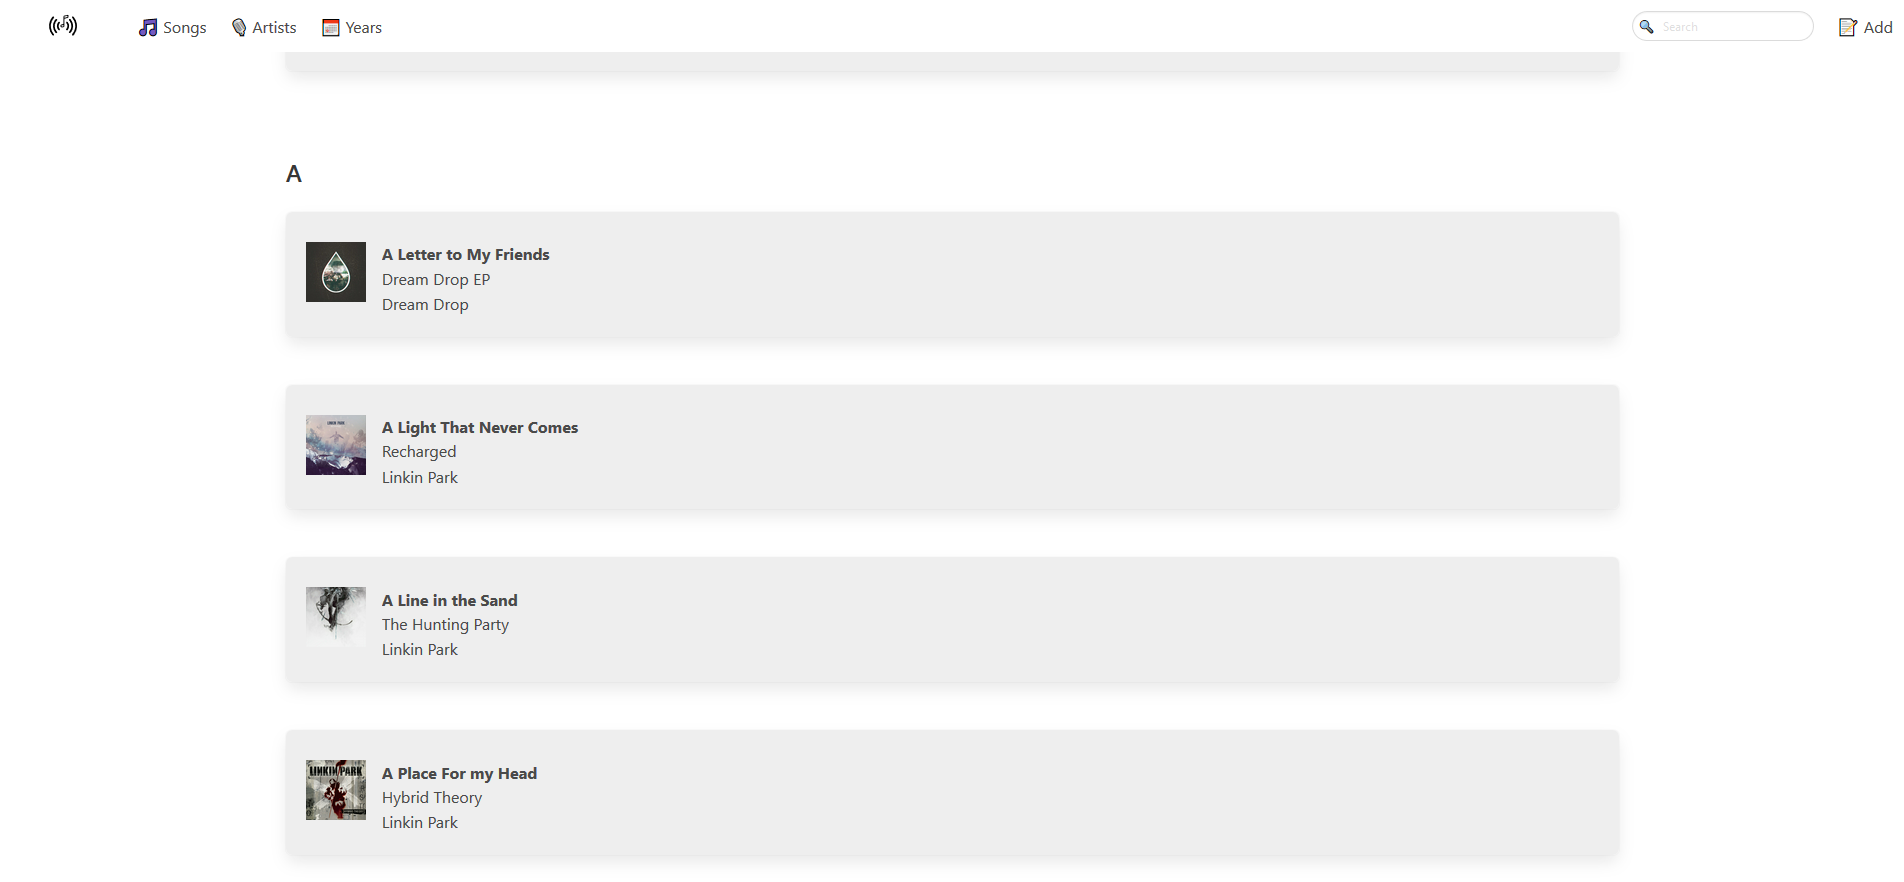 Songs Artists Years Search Add
A
A Letter to My Friends
Dream Drop EP
Dream Drop
LINKIN PARK
A Light That Never Comes
Recharged
Linkin Park
A Line in the Sand
The Hunting Party
Linkin Park
LINKIN PARK
A Place For my Head
Hybrid Theory
Linkin Park